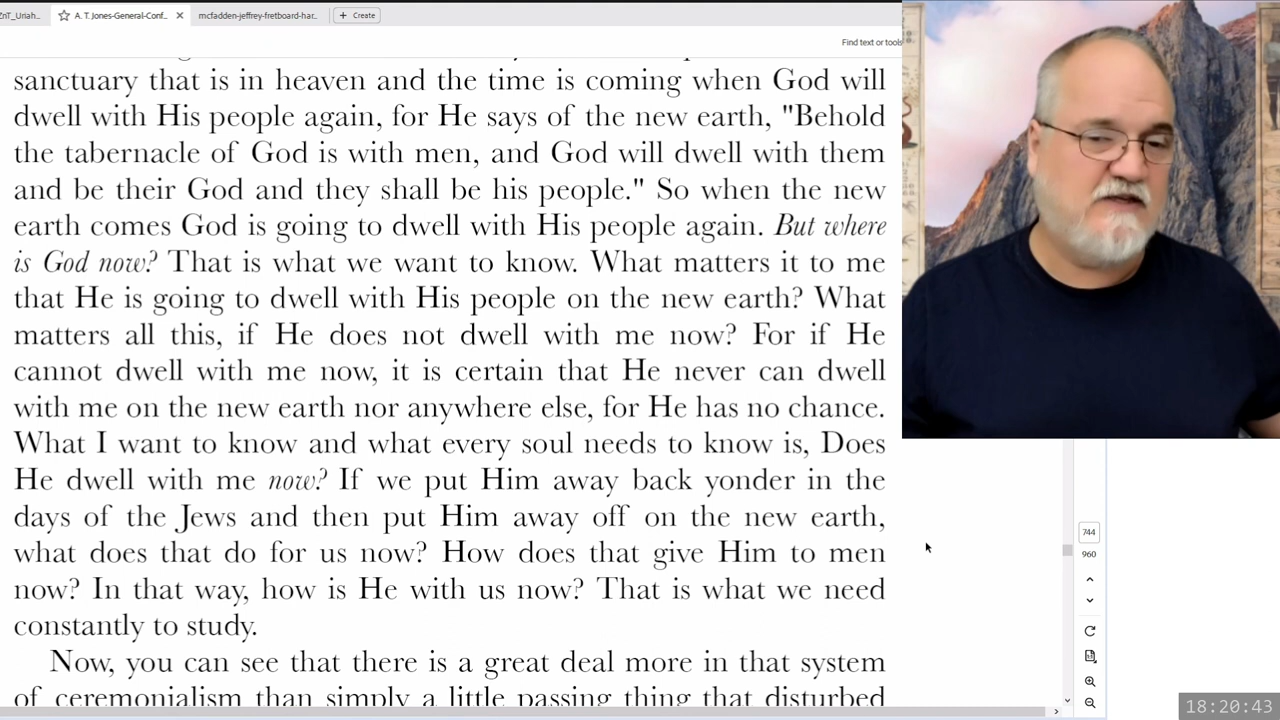 ZnT_Uriah... A. T. Jones-General-Conf... × mcfadden-jeffrey-fretboard-har... + Create
Find text or tools
sanctuary that is in heaven and the time is coming when God will
dwell with His people again, for He says of the new earth, "Behold
the tabernacle of God is with men, and God will dwell with them
and be their God and they shall be his people." So when the new
earth comes God is going to dwell with His people again. But where
is God now? That is what we want to know. What matters it to me
that He is going to dwell with His people on the new earth? What
matters all this, if He does not dwell with me now? For if He
cannot dwell with me now, it is certain that He never can dwell
with me on the new earth nor anywhere else, for He has no chance.
What I want to know and what every soul needs to know is, Does
He dwell with me now? If we put Him away back yonder in the
days of the Jews and then put Him away off on the new earth,
what does that do for us now? How does that give Him to men
now? In that way, how is He with us now? That is what we need
constantly to study.
Now, you can see that there is a great deal more in that system
of ceremonialism than simply a little passing thing that disturbed
744
960
18:20:43